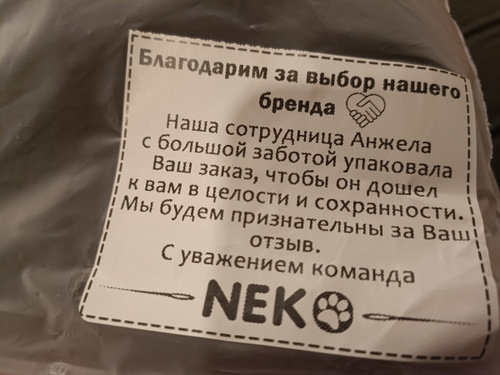 Благодарим за выбор нашего
бренда
Наша сотрудница Анжела
с большой заботой упаковала
Ваш заказ, чтобы он дошел
к вам в целости и сохранности.
Мы будем признательны за Ваш
отзыв.
С уважением команда
NEKO